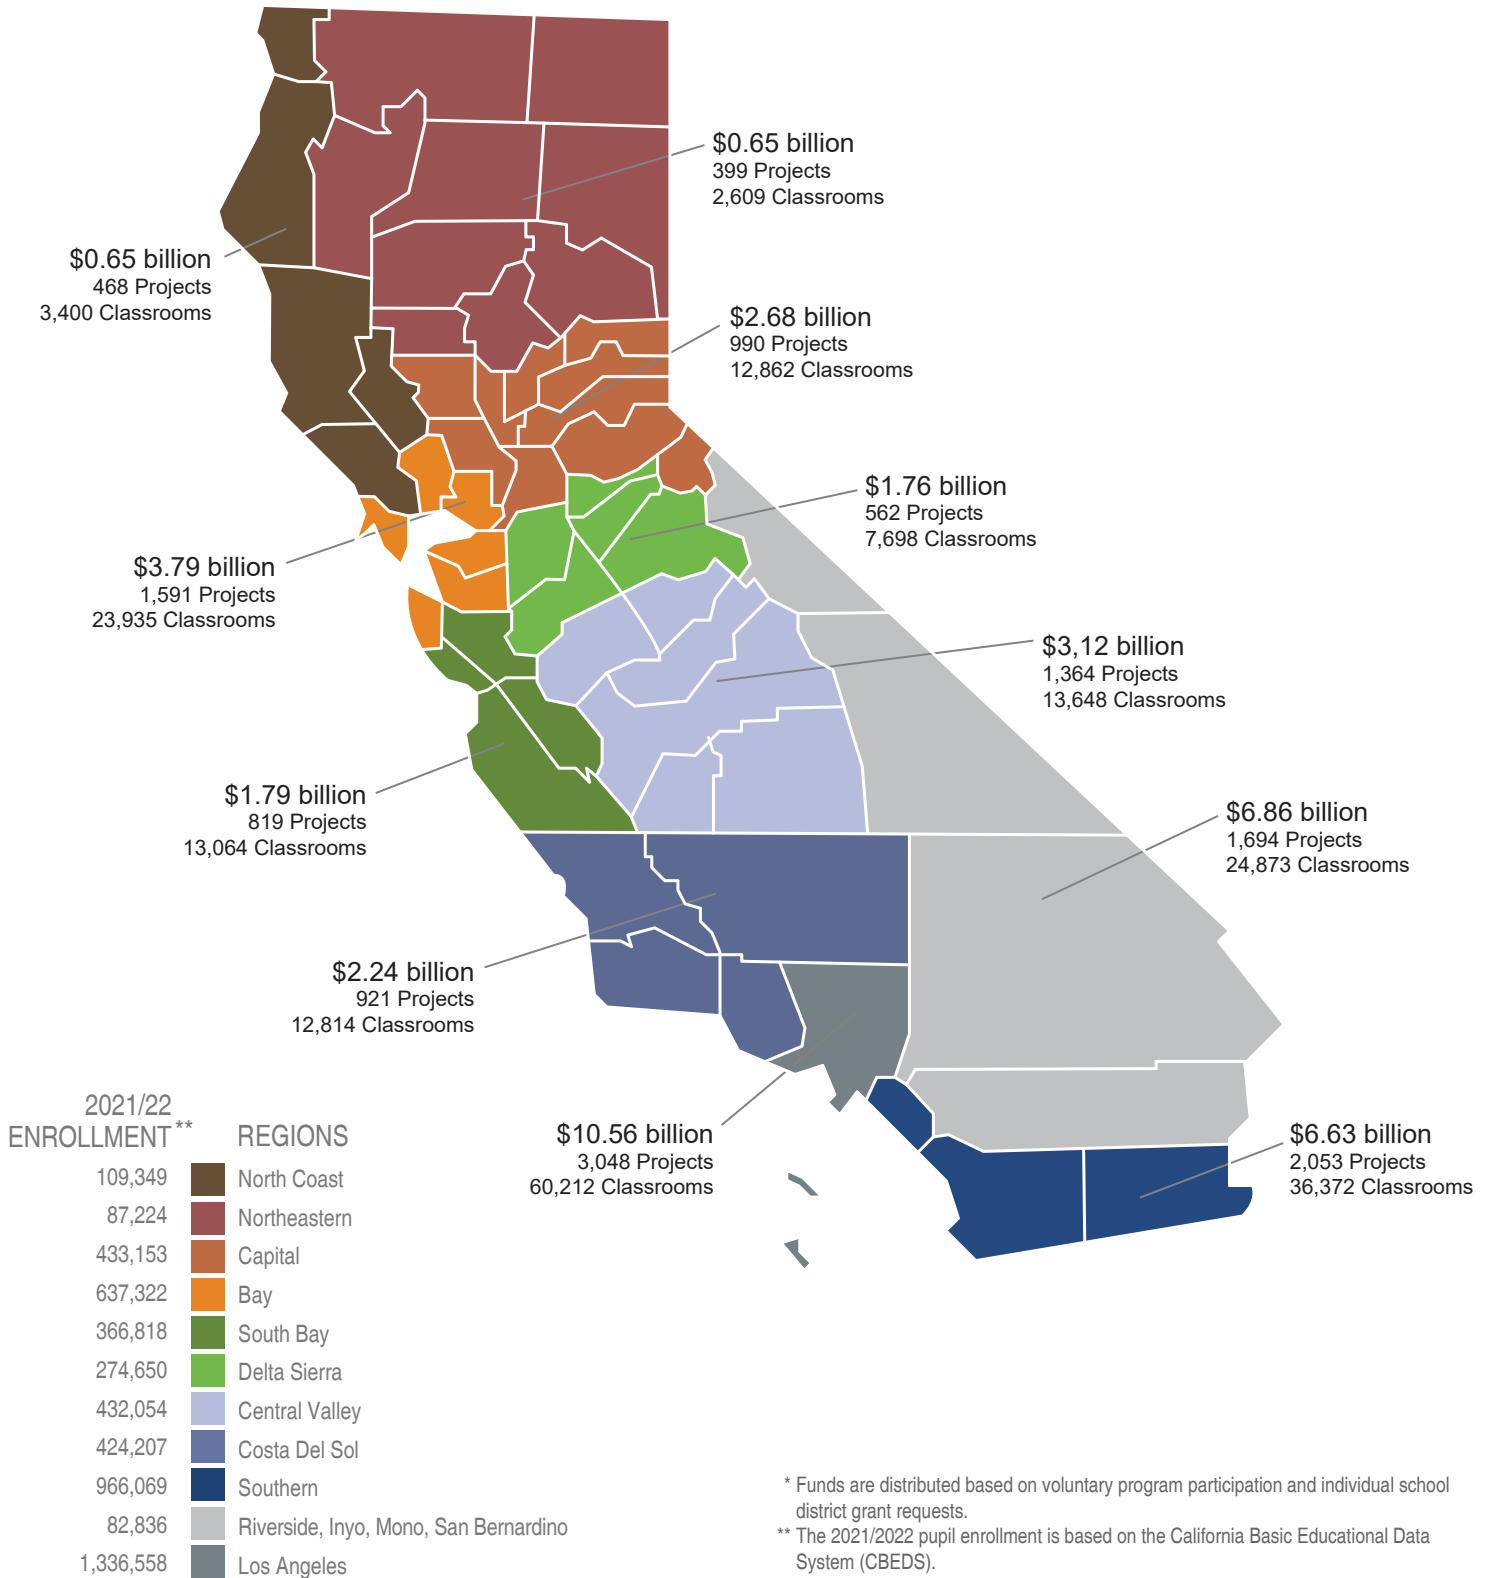 $0.65 billion
399 Projects
2,609 Classrooms
$0.65 billion
468 Projects
3,400 Classrooms
$2.68 billion
990 Projects
12,862 Classrooms
$1.76 billion
562 Projects
7,698 Classrooms
$3.79 billion
1,591 Projects
23,935 Classrooms
$3,12 billion
1,364 Projects
13,648 Classrooms
$1.79 billion
819 Projects
13,064 Classrooms
$6.86 billion
1,694 Projects
24,873 Classrooms
$2.24 billion
921 Projects
12,814 Classrooms
$10.56 billion
3,048 Projects
60,212 Classrooms
$6.63 billion
2,053 Projects
36,372 Classrooms
2021/22
ENROLLMENT** REGIONS
109,349 North Coast
87,224 Northeastern
433,153 Capital
637,322 Bay
366,818 South Bay
274,650 Delta Sierra
432,054 Central Valley
424,207 Costa Del Sol
966,069 Southern
82,836 Riverside, Inyo, Mono, San Bernardino
1,336,558 Los Angeles
* Funds are distributed based on voluntary program participation and individual school
district grant requests.
** The 2021/2022 pupil enrollment is based on the California Basic Educational Data
System (CBEDS).